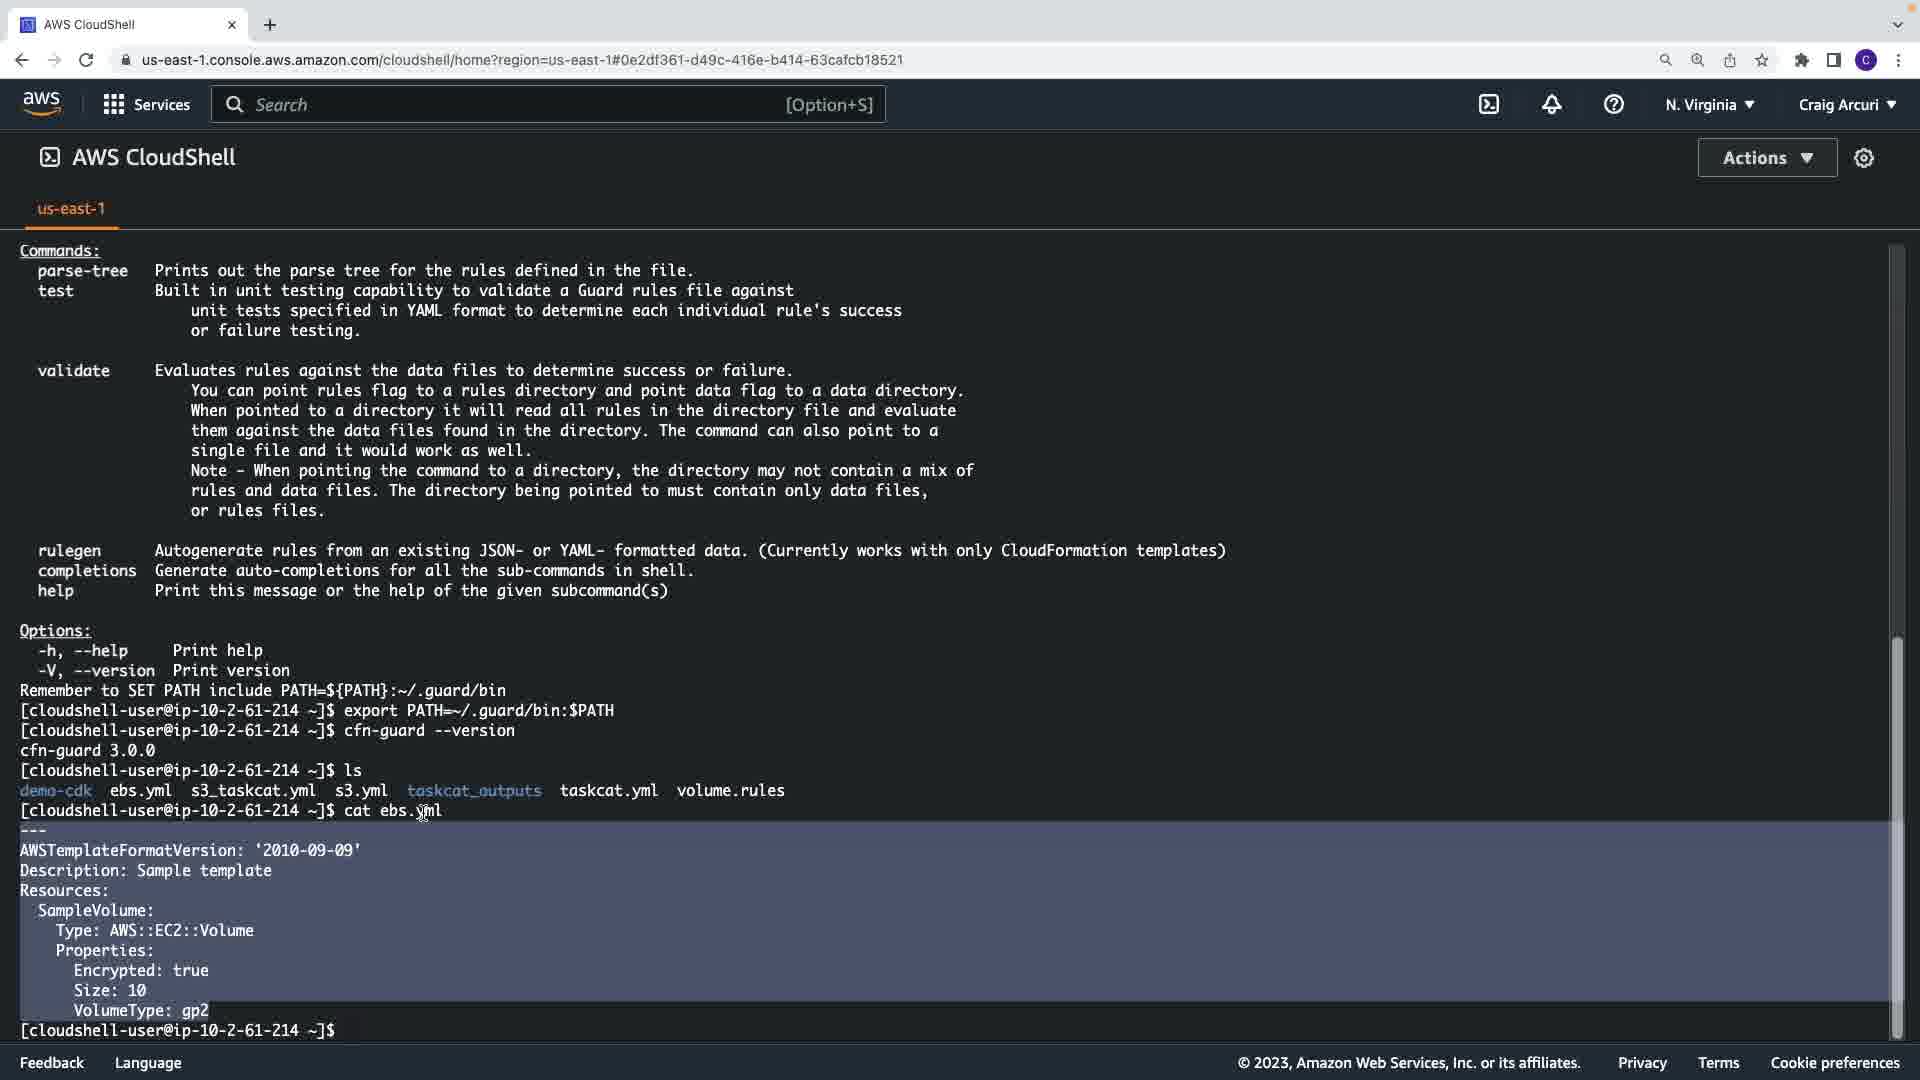 AWS CloudShell
us-east-1.console.aws.amazon.com/cloudshell/home?region=us-east-1#0e2df361-d49c-416e-b414-63cafcb18521
C
aws
Services
Search
[Option+S]
N. Virginia
Craig Arcuri
AWS CloudShell
Actions
us-east-1
Commands:
parse-tree   Prints out the parse tree for the rules defined in the file.
test         Built in unit testing capability to validate a Guard rules file against
unit tests specified in YAML format to determine each individual rule's success
or failure testing.
validate     Evaluates rules against the data files to determine success or failure.
You can point rules flag to a rules directory and point data flag to a data directory.
When pointed to a directory it will read all rules in the directory file and evaluate
them against the data files found in the directory. The command can also point to a
single file and it would work as well.
Note - When pointing the command to a directory, the directory may not contain a mix of
rules and data files. The directory being pointed to must contain only data files,
or rules files.
rulegen      Autogenerate rules from an existing JSON- or YAML- formatted data. (Currently works with only CloudFormation templates)
completions  Generate auto-completions for all the sub-commands in shell.
help         Print this message or the help of the given subcommand(s)
Options:
-h, --help     Print help
-V, --version  Print version
Remember to SET PATH include PATH=${PATH}:~/.guard/bin
[cloudshell-user@ip-10-2-61-214 ~]$ export PATH=~/.guard/bin:$PATH
[cloudshell-user@ip-10-2-61-214 ~]$ cfn-guard --version
cfn-guard 3.0.0
[cloudshell-user@ip-10-2-61-214 ~]$ ls
demo-cdk  ebs.yml  s3_taskcat.yml  s3.yml  taskcat_outputs  taskcat.yml  volume.rules
[cloudshell-user@ip-10-2-61-214 ~]$ cat ebs.yml
---
AWSTemplateFormatVersion: '2010-09-09'
Description: Sample template
Resources:
SampleVolume:
Type: AWS::EC2::Volume
Properties:
Encrypted: true
Size: 10
VolumeType: gp2
[cloudshell-user@ip-10-2-61-214 ~]$
Feedback
Language
© 2023, Amazon Web Services, Inc. or its affiliates.
Privacy
Terms
Cookie preferences